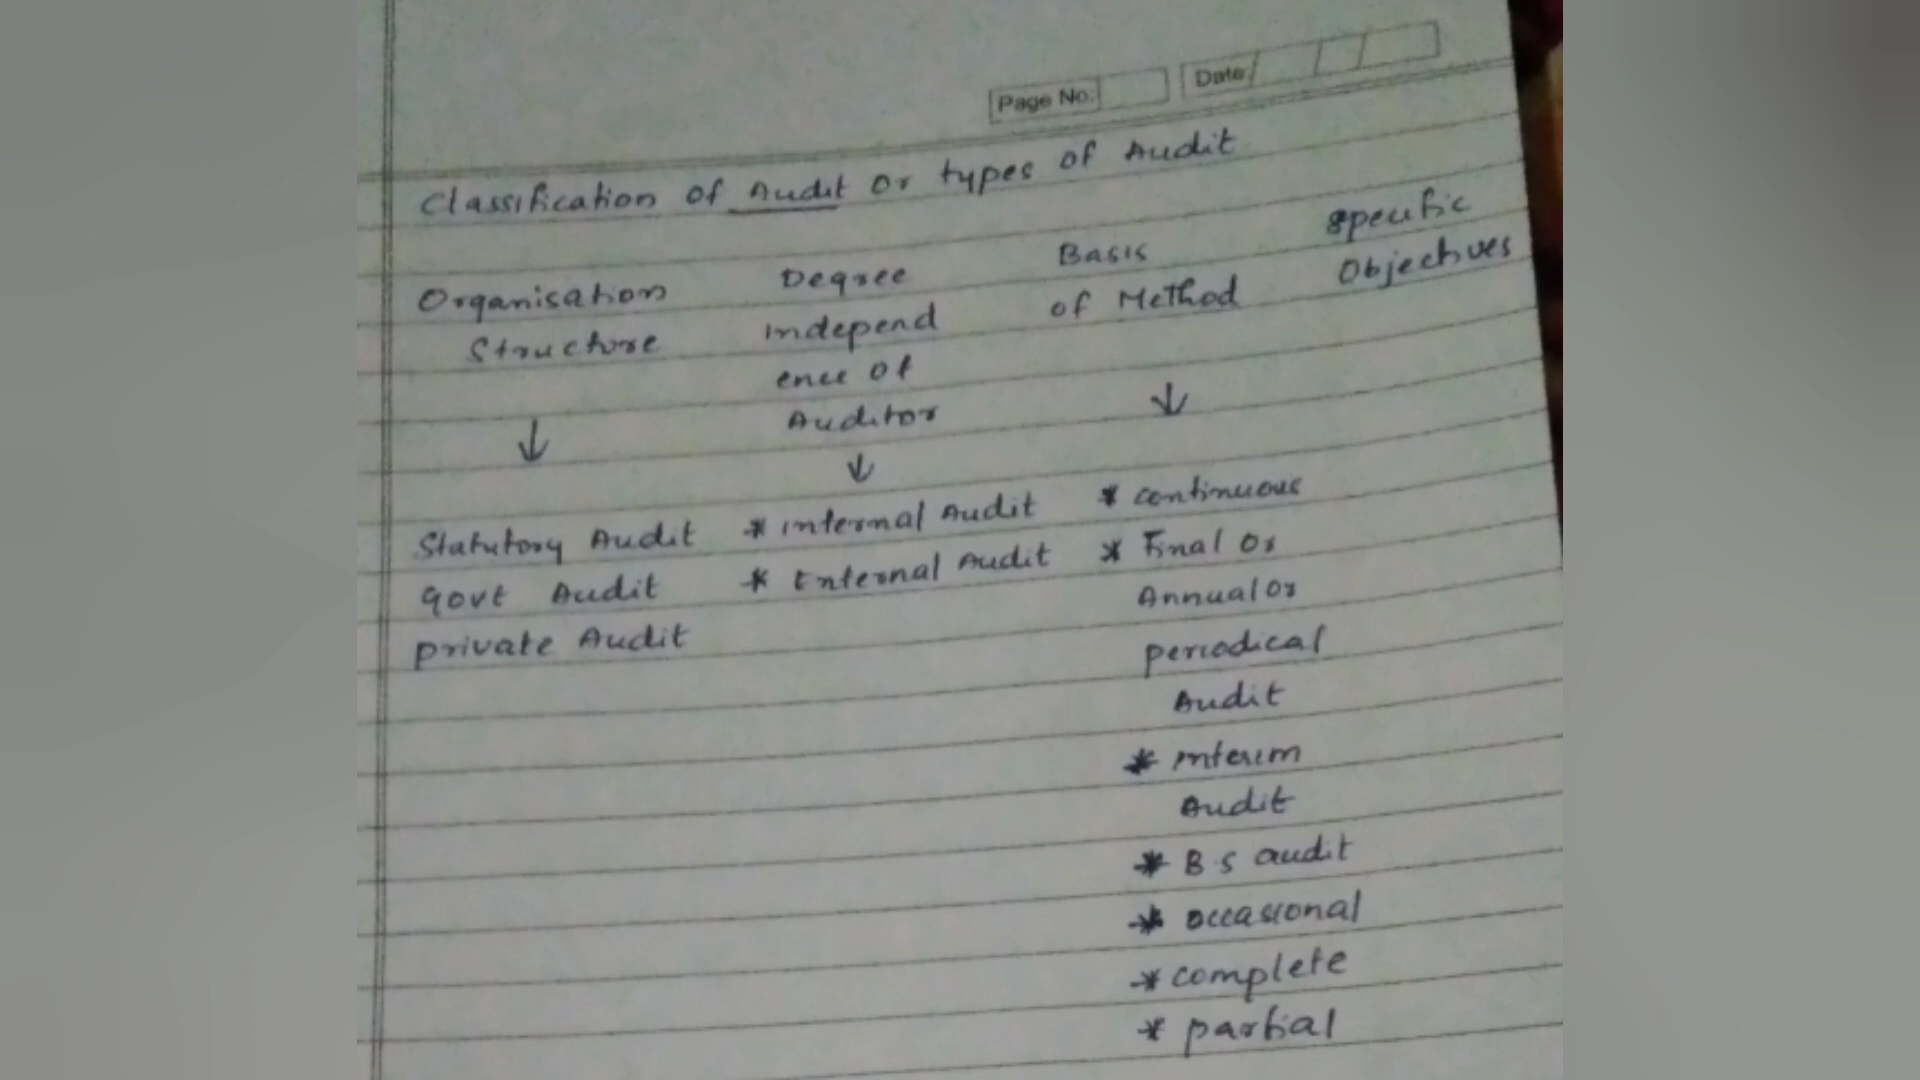 Page No: Date
Classification of Audit Or types of Audit
Organisation Structure
Degree Independ ence of Auditor
Basis of Method
specific Objectives
↓ ↓ ↓
Statutory Audit
govt Audit
private Audit
* internal Audit
* External Audit
* continuous
* Final Or
Annual Or
periodical
Audit
* interim
Audit
* B.S audit
* occasional
* complete
* partial